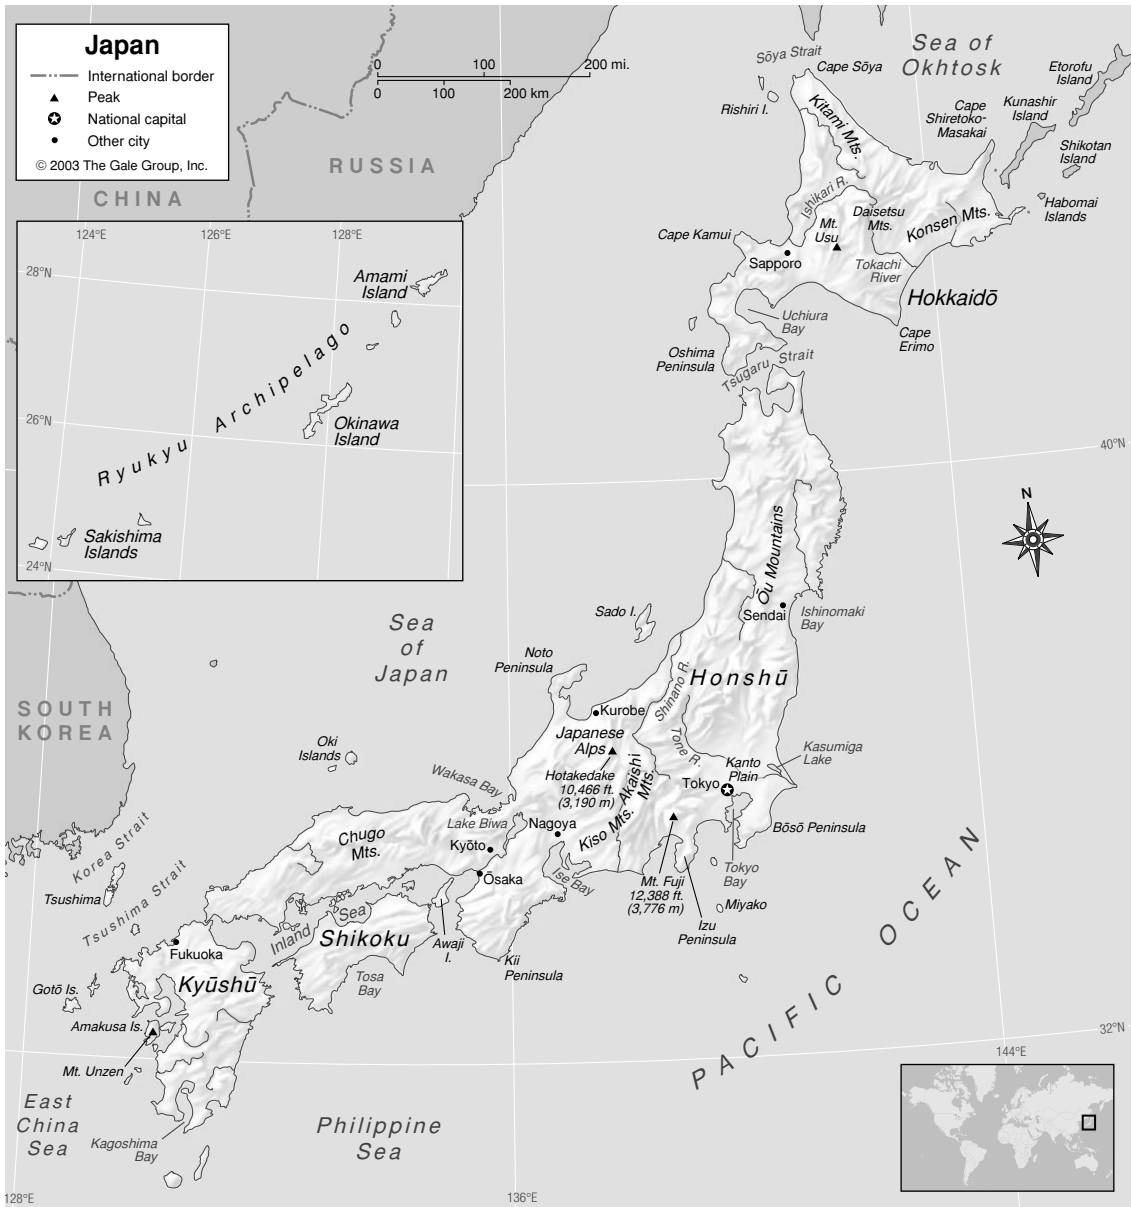 Japan
International border
Peak
National capital
Other city
© 2003 The Gale Group, Inc.
0 100 200 mi.
0 100 200 km
CHINA
RUSSIA
Sōya Strait
Cape Sōya
Sea of
Okhtosk
Etorofu
Island
Rishiri I.
Kitami Mts.
Cape
Shiretoko-
Masakai
Kunashir
Island
Shikotan
Island
Habomai
Islands
Ishikari R.
Daisetsu
Mts.
Konsen Mts.
Mt.
Usu
Cape Kamui
Sapporo
Tokachi
River
Hokkaidō
Uchiura
Bay
Cape
Erimo
Oshima
Peninsula
Tsugaru Strait
124°E
126°E
128°E
28°N
Amami
Island
Ryukyu Archipelago
26°N
Okinawa
Island
Sakishima
Islands
24°N
40°N
N
Ōu Mountains
Sendai
Ishinomaki
Bay
Sado I.
Sea
of
Japan
Noto
Peninsula
Honshū
Shinano R.
SOUTH
KOREA
Kurobe
Japanese
Alps
Tone R.
Oki
Islands
Hotakedake
10,466 ft.
(3,190 m)
Akaishi
Mts.
Kasumiga
Lake
Kanto
Plain
Tokyo
Wakasa Bay
Korea Strait
Chugo
Mts.
Lake Biwa
Nagoya
Kiso Mts.
Bōsō Peninsula
Kyōto
Ōsaka
Ise Bay
Mt. Fuji
12,388 ft.
(3,776 m)
Tokyo
Bay
Tsushima
Tsushima Strait
Miyako
Izu
Peninsula
Inland Sea
Shikoku
Awaji
I.
Kii
Peninsula
Fukuoka
Kyūshū
Tosa
Bay
Gotō Is.
Amakusa Is.
Mt. Unzen
PACIFIC OCEAN
32°N
144°E
East
China
Sea
Kagoshima
Bay
Philippine
Sea
128°E
136°E